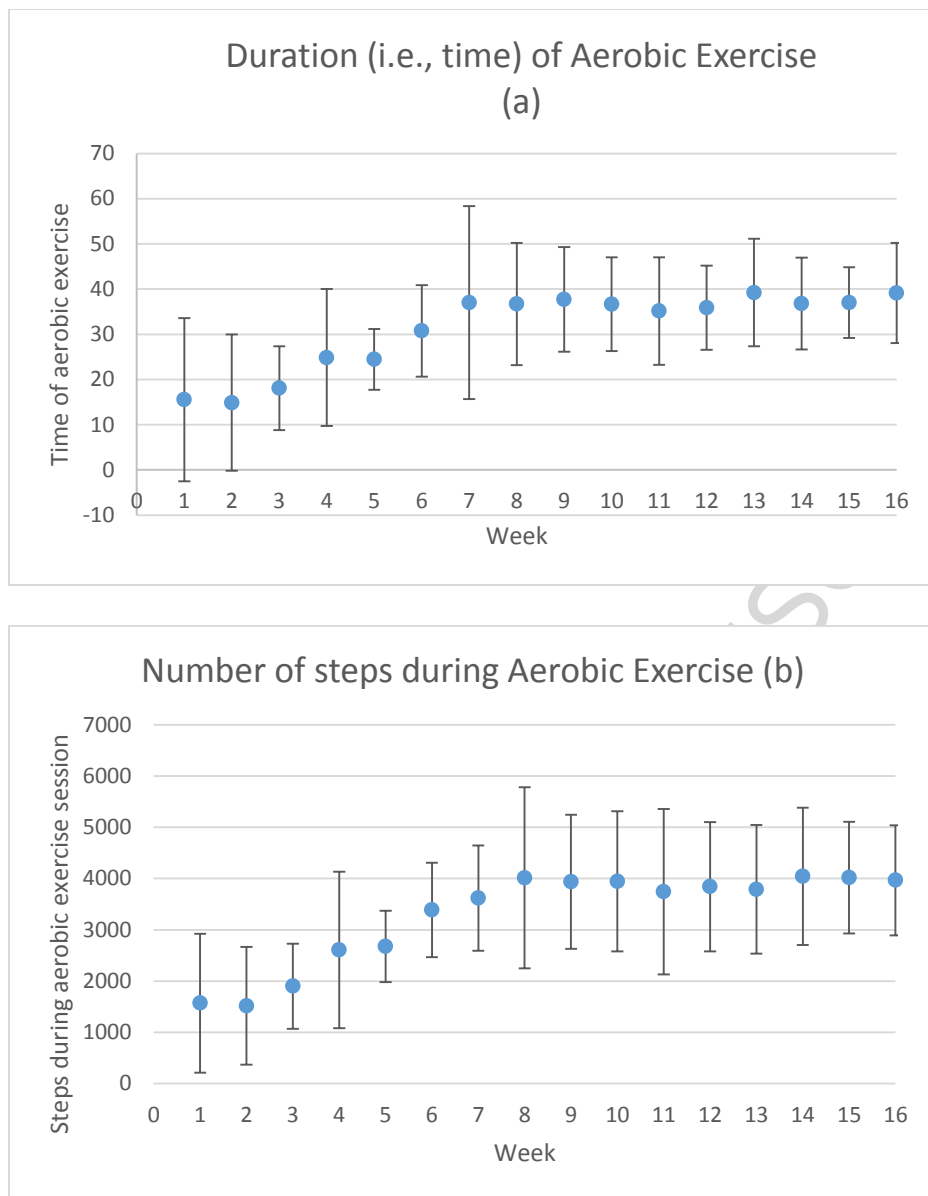 Duration (i.e., time) of Aerobic Exercise
(a)
70
60
50
40
30
20
10
0
-10
Time of aerobic exercise
0 1 2 3 4 5 6 7 8 9 10 11 12 13 14 15 16
Week
Number of steps during Aerobic Exercise (b)
7000
6000
5000
4000
3000
2000
1000
0
Steps during aerobic exercise session
0 1 2 3 4 5 6 7 8 9 10 11 12 13 14 15 16
Week